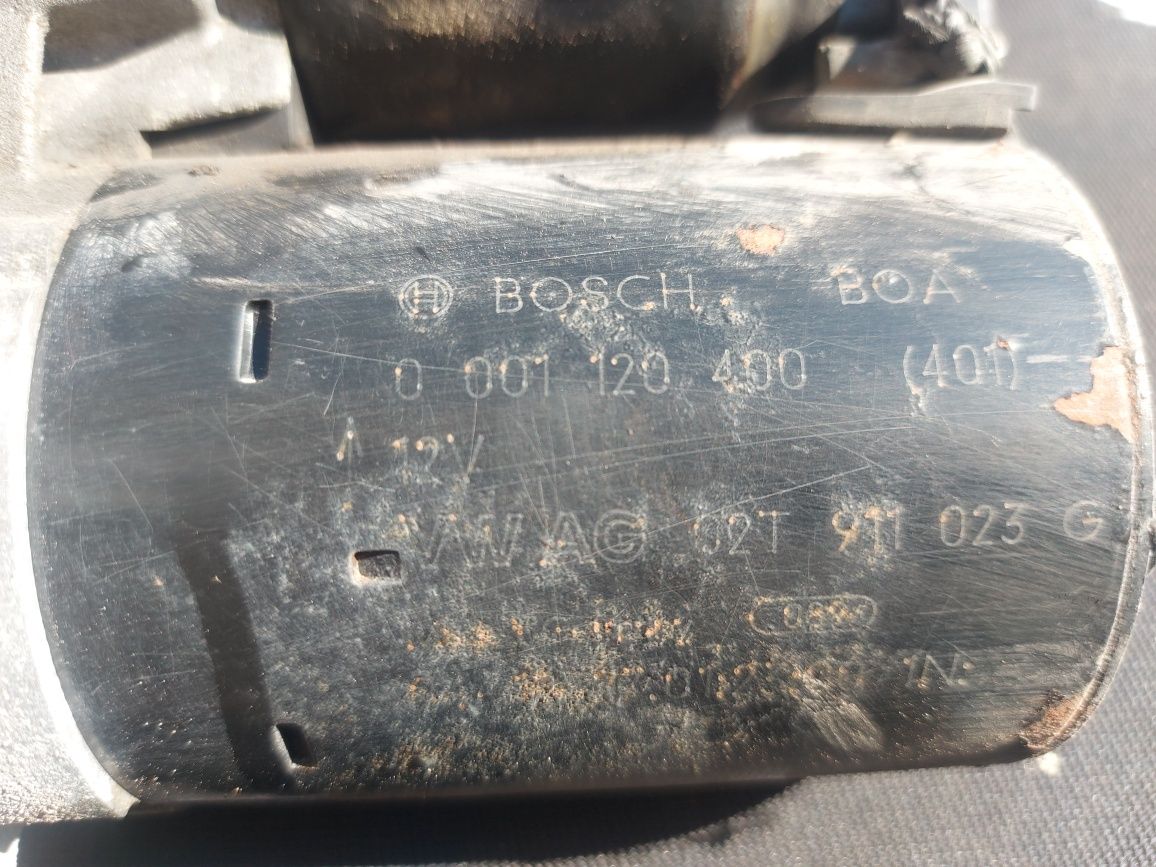 BOSCH BOA
0 001 120 400 (401)
12V
VW AG 02T 911 023 G